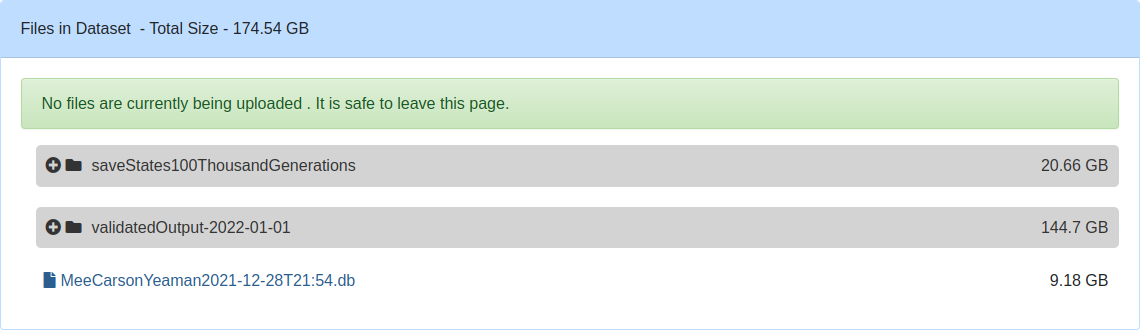 Files in Dataset - Total Size - 174.54 GB
No files are currently being uploaded . It is safe to leave this page.
saveStates100ThousandGenerations 20.66 GB
validatedOutput-2022-01-01 144.7 GB
MeeCarsonYeaman2021-12-28T21:54.db 9.18 GB